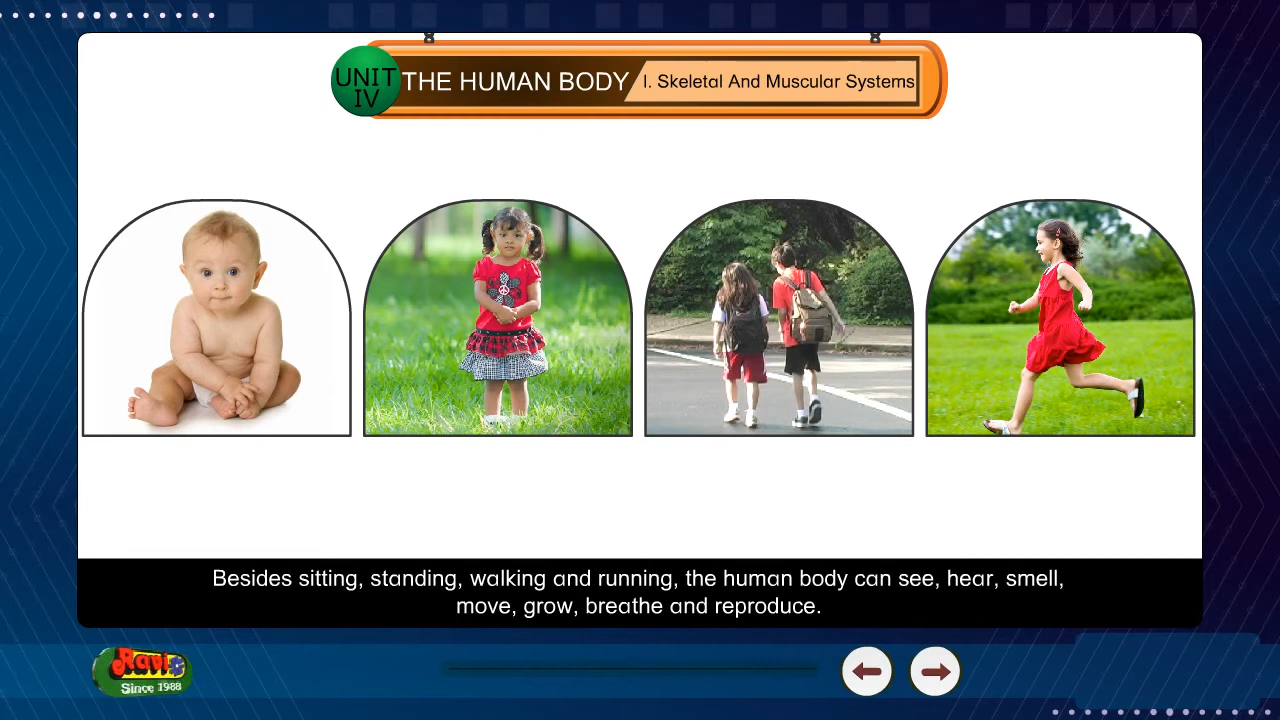 UNIT
IV
THE HUMAN BODY
I. Skeletal And Muscular Systems
Besides sitting, standing, walking and running, the human body can see, hear, smell,
move, grow, breathe and reproduce.
Ravi
Since 1988